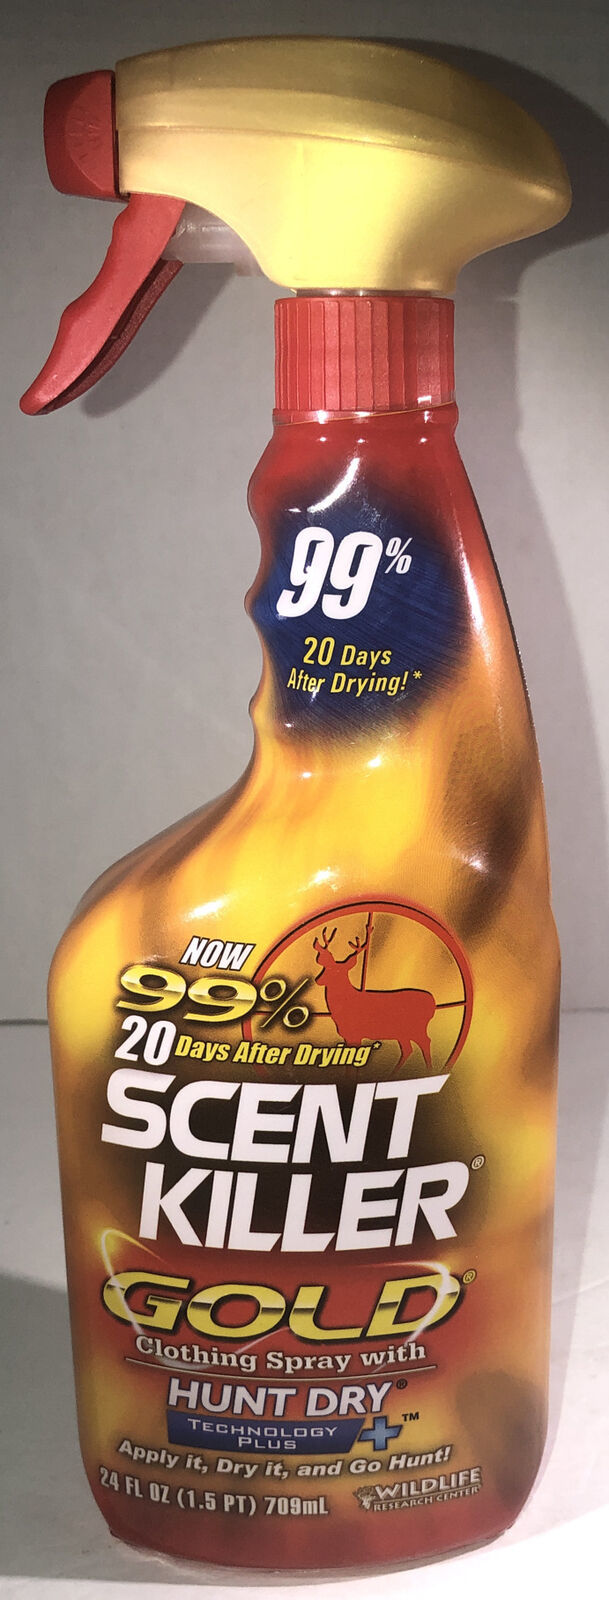 99%
20 Days
After Drying!*
NOW
99%
20 Days After Drying*
SCENT
KILLER®
GOLD®
Clothing Spray with
HUNT DRY®
TECHNOLOGY
PLUS +™
Apply it, Dry it, and Go Hunt!
24 FL OZ (1.5 PT) 709mL
WILDLIFE
RESEARCH CENTER®